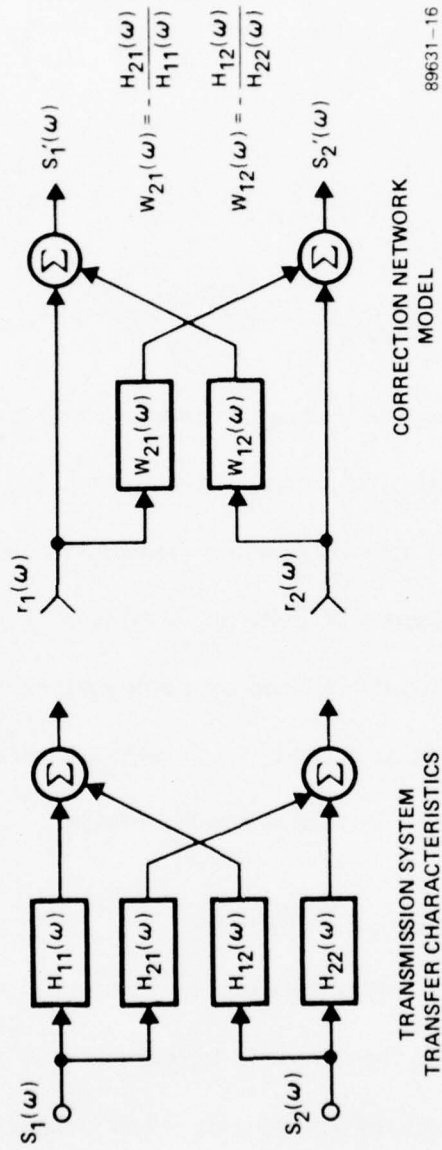 S₁(ω)
S₂(ω)
H₁₁(ω)
H₂₁(ω)
H₁₂(ω)
H₂₂(ω)
Σ
Σ
TRANSMISSION SYSTEM
TRANSFER CHARACTERISTICS
r₁(ω)
r₂(ω)
W₂₁(ω)
W₁₂(ω)
Σ
Σ
S₁'(ω)
S₂'(ω)
W₂₁(ω) = - H₂₁(ω) / H₁₁(ω)
W₁₂(ω) = - H₁₂(ω) / H₂₂(ω)
CORRECTION NETWORK
MODEL
89631-16